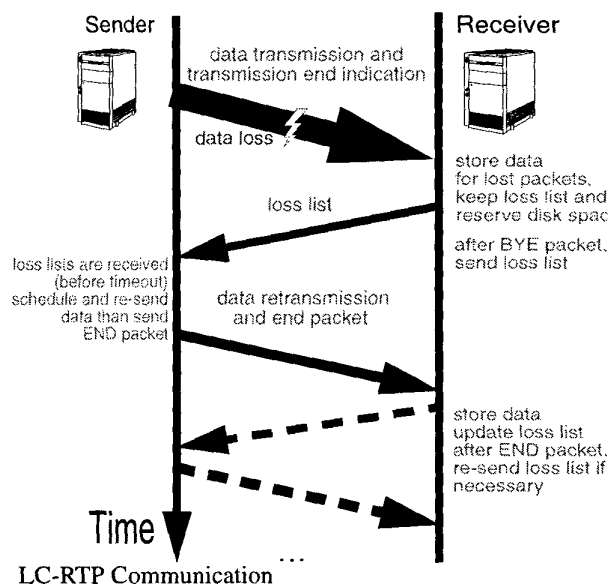 Sender
Receiver
data transmission and
transmission end indication
data loss
store data
for lost packets,
keep loss list and
reserve disk spac
loss list
after BYE packet,
send loss list
loss lists are received
(before timeout)
schedule and re-send
data than send
END packet
data retransmission
and end packet
store data
update loss list
after END packet,
re-send loss list if
necessary
Time
...
LC-RTP Communication